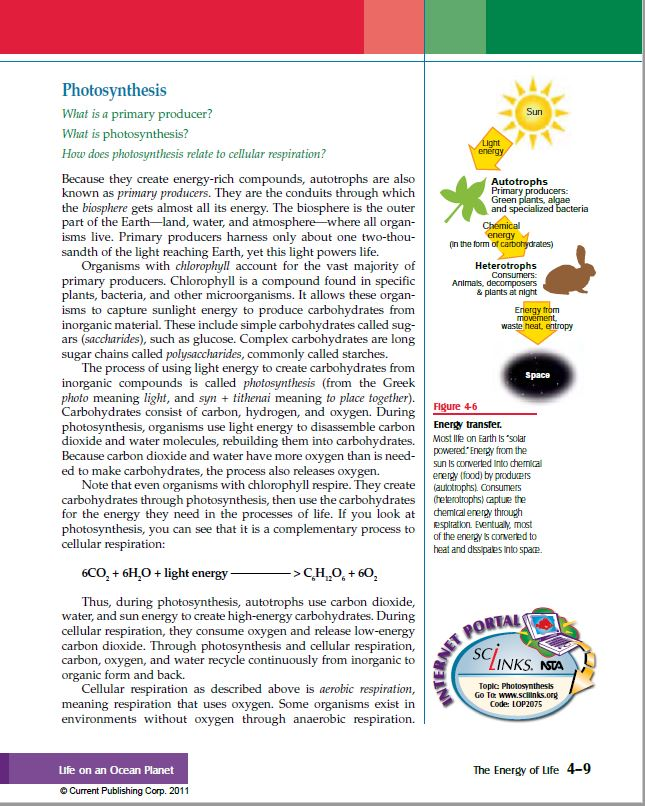 Photosynthesis
What is a primary producer?
What is photosynthesis?
How does photosynthesis relate to cellular respiration?
Because they create energy-rich compounds, autotrophs are also
known as primary producers. They are the conduits through which
the biosphere gets almost all its energy. The biosphere is the outer
part of the Earth—land, water, and atmosphere—where all organ-
isms live. Primary producers harness only about one two-thou-
sandth of the light reaching Earth, yet this light powers life.
Organisms with chlorophyll account for the vast majority of
primary producers. Chlorophyll is a compound found in specific
plants, bacteria, and other microorganisms. It allows these organ-
isms to capture sunlight energy to produce carbohydrates from
inorganic material. These include simple carbohydrates called sug-
ars (saccharides), such as glucose. Complex carbohydrates are long
sugar chains called polysaccharides, commonly called starches.
The process of using light energy to create carbohydrates from
inorganic compounds is called photosynthesis (from the Greek
photo meaning light, and syn + tithenai meaning to place together).
Carbohydrates consist of carbon, hydrogen, and oxygen. During
photosynthesis, organisms use light energy to disassemble carbon
dioxide and water molecules, rebuilding them into carbohydrates.
Because carbon dioxide and water have more oxygen than is need-
ed to make carbohydrates, the process also releases oxygen.
Note that even organisms with chlorophyll respire. They create
carbohydrates through photosynthesis, then use the carbohydrates
for the energy they need in the processes of life. If you look at
photosynthesis, you can see that it is a complementary process to
cellular respiration:
6CO₂ + 6H₂O + light energy ———— > C₆H₁₂O₆ + 6O₂
Thus, during photosynthesis, autotrophs use carbon dioxide,
water, and sun energy to create high-energy carbohydrates. During
cellular respiration, they consume oxygen and release low-energy
carbon dioxide. Through photosynthesis and cellular respiration,
carbon, oxygen, and water recycle continuously from inorganic to
organic form and back.
Cellular respiration as described above is aerobic respiration,
meaning respiration that uses oxygen. Some organisms exist in
environments without oxygen through anaerobic respiration.
Sun
Light
energy
Autotrophs
Primary producers:
Green plants, algae
and specialized bacteria
Chemical
energy
(in the form of carbohydrates)
Heterotrophs
Consumers:
Animals, decomposers
& plants at night
Energy from
movement,
waste heat, entropy
Space
Figure 4-6
Energy transfer.
Most life on Earth is "solar
powered." Energy from the
sun is converted into chemical
energy (food) by producers
(autotrophs). Consumers
(heterotrophs) capture the
chemical energy through
respiration. Eventually, most
of the energy is converted to
heat and dissipates into space.
INTERNET PORTAL
SCILINKS. NSTA
Topic: Photosynthesis
Go To: www.scilinks.org
Code: LOP2075
Life on an Ocean Planet
The Energy of Life 4–9
© Current Publishing Corp. 2011